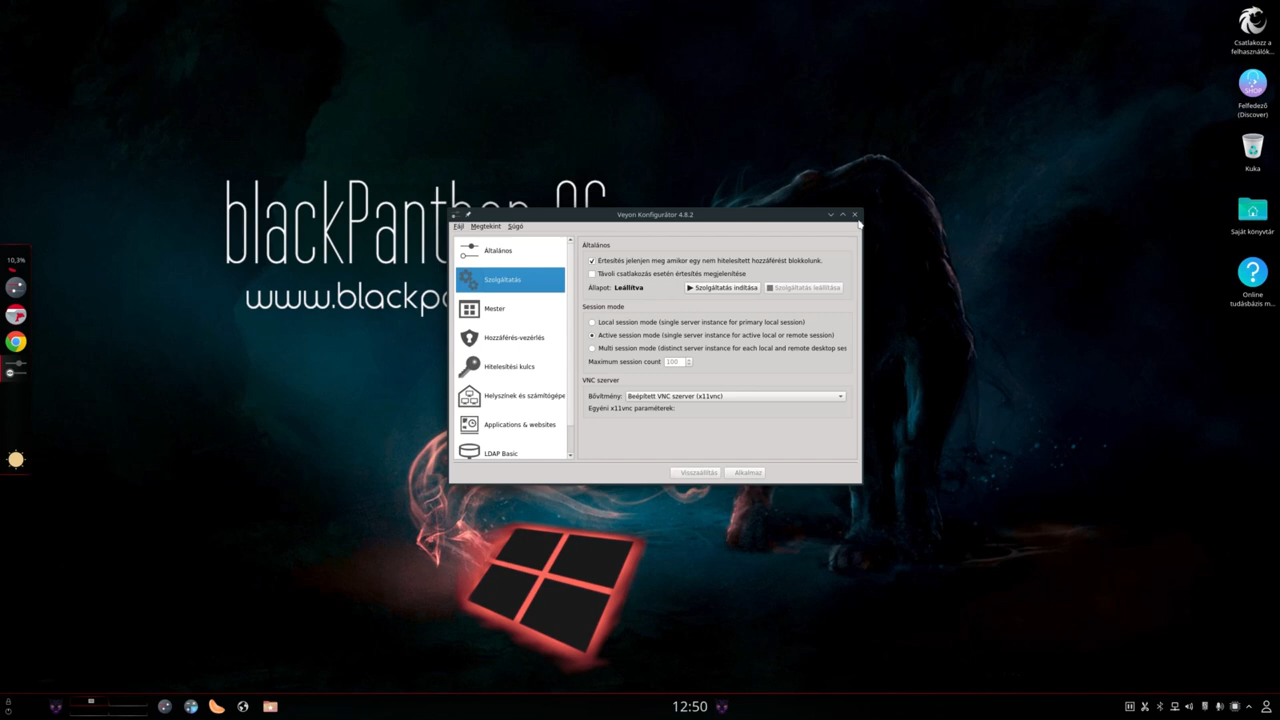 blackPanther OS
www.blackp
Csatlakozz a
felhasználók...
SHOP
Felfedező
(Discover)
Kuka
Saját könyvtár
Online
tudásbázis m...
10,3%
Veyon Konfigurátor 4.8.2
Fájl Megtekint Súgó
Általános
Szolgáltatás
Mester
Hozzáférés-vezérlés
Hitelesítési kulcs
Helyszínek és számítógépe
Applications & websites
LDAP Basic
Általános
Értesítés jelenjen meg amikor egy nem hitelesített hozzáférést blokkolunk.
Távoli csatlakozás esetén értesítés megjelenítése
Állapot: Leállítva Szolgáltatás indítása Szolgáltatás leállítása
Session mode
Local session mode (single server instance for primary local session)
Active session mode (single server instance for active local or remote session)
Multi session mode (distinct server instance for each local and remote desktop ses
Maximum session count 100
VNC szerver
Bővítmény: Beépített VNC szerver (x11vnc)
Egyéni x11vnc paraméterek:
Visszaállítás Alkalmaz
12:50